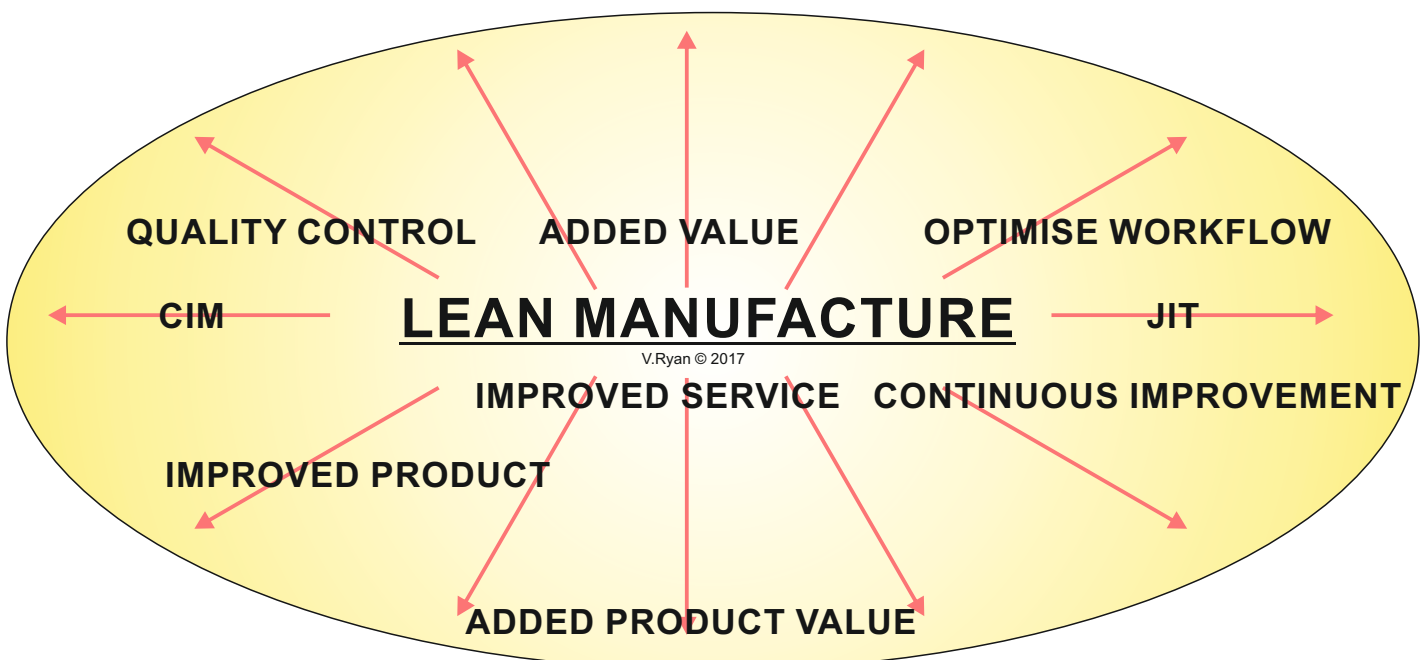 QUALITY CONTROL
ADDED VALUE
OPTIMISE WORKFLOW
CIM
LEAN MANUFACTURE
JIT
V.Ryan © 2017
IMPROVED SERVICE
CONTINUOUS IMPROVEMENT
IMPROVED PRODUCT
ADDED PRODUCT VALUE